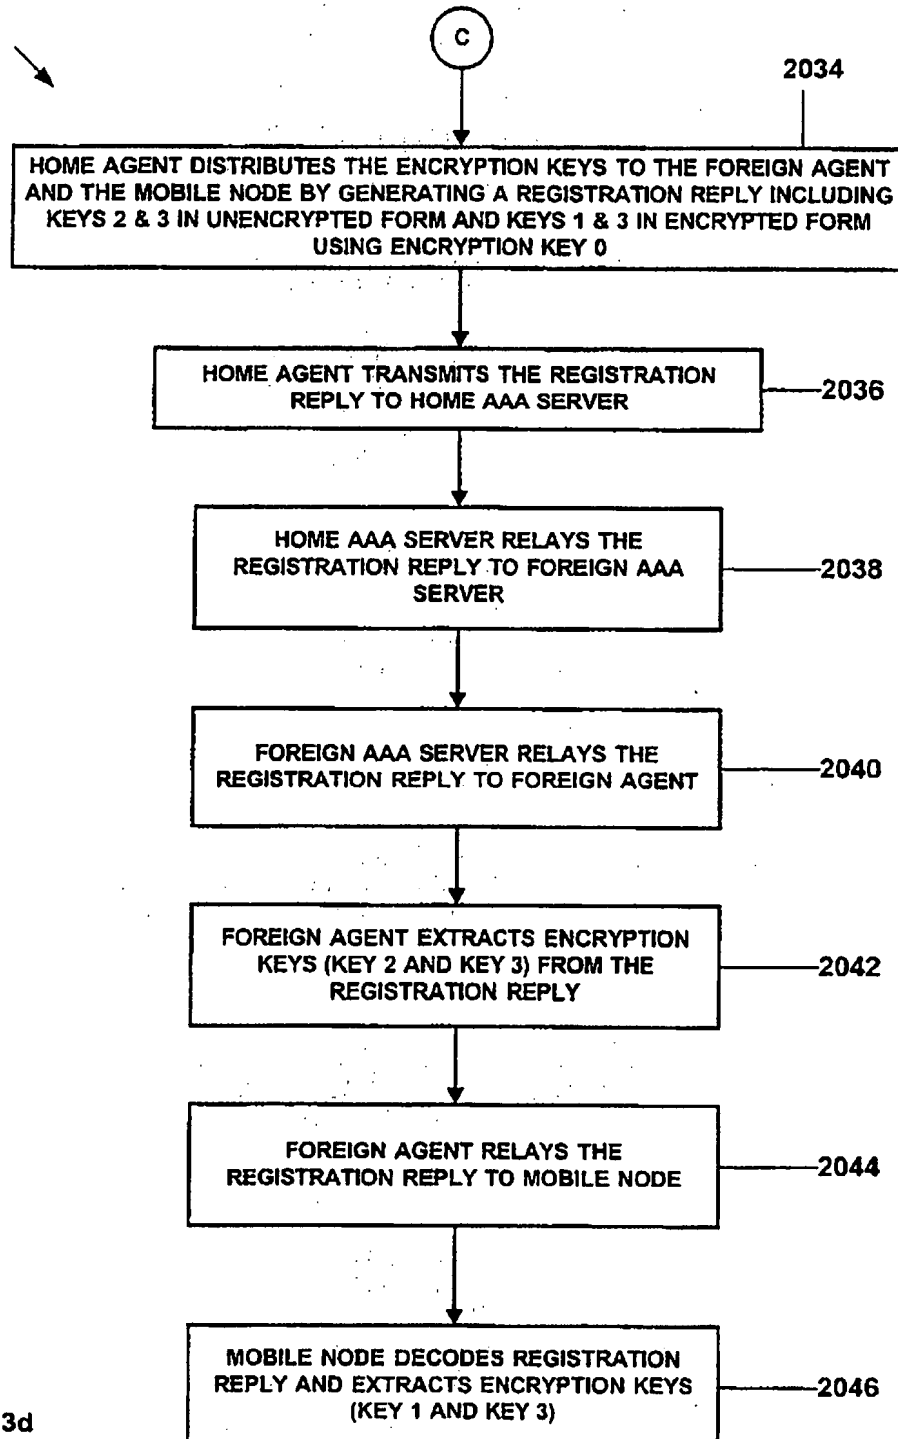 C
2034
HOME AGENT DISTRIBUTES THE ENCRYPTION KEYS TO THE FOREIGN AGENT
AND THE MOBILE NODE BY GENERATING A REGISTRATION REPLY INCLUDING
KEYS 2 & 3 IN UNENCRYPTED FORM AND KEYS 1 & 3 IN ENCRYPTED FORM
USING ENCRYPTION KEY 0
HOME AGENT TRANSMITS THE REGISTRATION
REPLY TO HOME AAA SERVER
2036
HOME AAA SERVER RELAYS THE
REGISTRATION REPLY TO FOREIGN AAA
SERVER
2038
FOREIGN AAA SERVER RELAYS THE
REGISTRATION REPLY TO FOREIGN AGENT
2040
FOREIGN AGENT EXTRACTS ENCRYPTION
KEYS (KEY 2 AND KEY 3) FROM THE
REGISTRATION REPLY
2042
FOREIGN AGENT RELAYS THE
REGISTRATION REPLY TO MOBILE NODE
2044
MOBILE NODE DECODES REGISTRATION
REPLY AND EXTRACTS ENCRYPTION KEYS
(KEY 1 AND KEY 3)
2046
3d